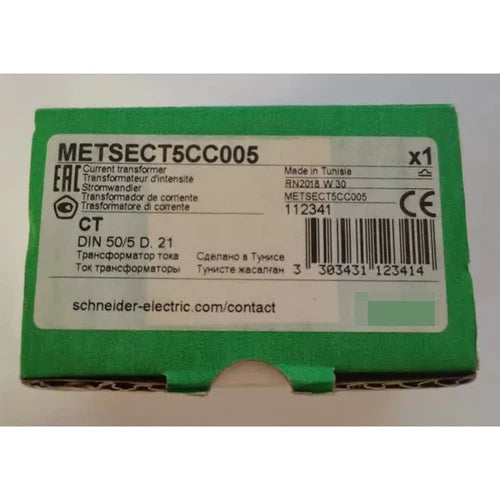 METSECT5CC005 x1
EAC Current transformer
Transformateur d'intensité
Stromwandler
Transformador de corriente
Trasformatore di corrente
Made in Tunisia
RN2018 W 30
METSECT5CC005
112341
CE
CT
DIN 50/5 D. 21
Трансформатор тока Сделано в Тунисе
Ток трансформаторы Тунисте жасалған
3 303431 123414
schneider-electric.com/contact